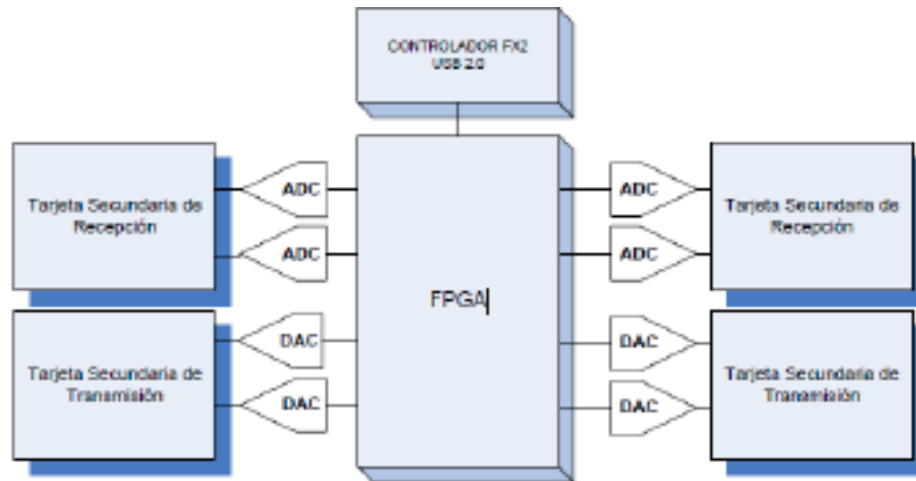 CONTROLADOR FX2
USB 2.0
Tarjeta Secundaria de
Recepción
ADC
ADC
ADC
ADC
Tarjeta Secundaria de
Recepción
FPGA
Tarjeta Secundaria de
Transmisión
DAC
DAC
DAC
DAC
Tarjeta Secundaria de
Transmisión